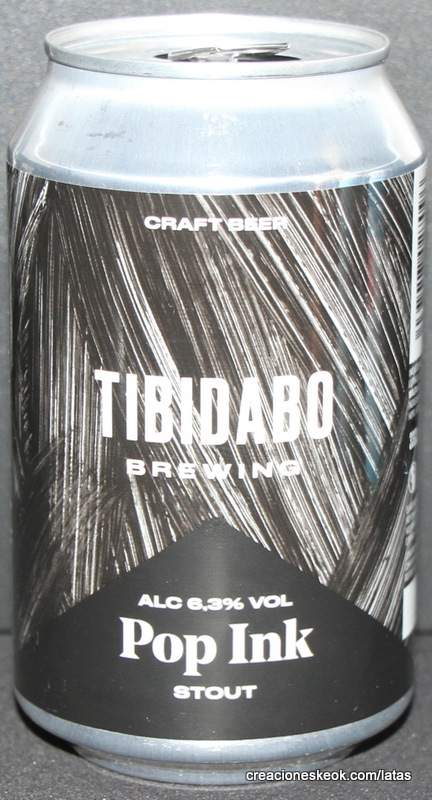 CRAFT BEER
TIBIDABO
BREWING
ALC 6,3% VOL
Pop Ink
STOUT
creacioneskeok.com/latas